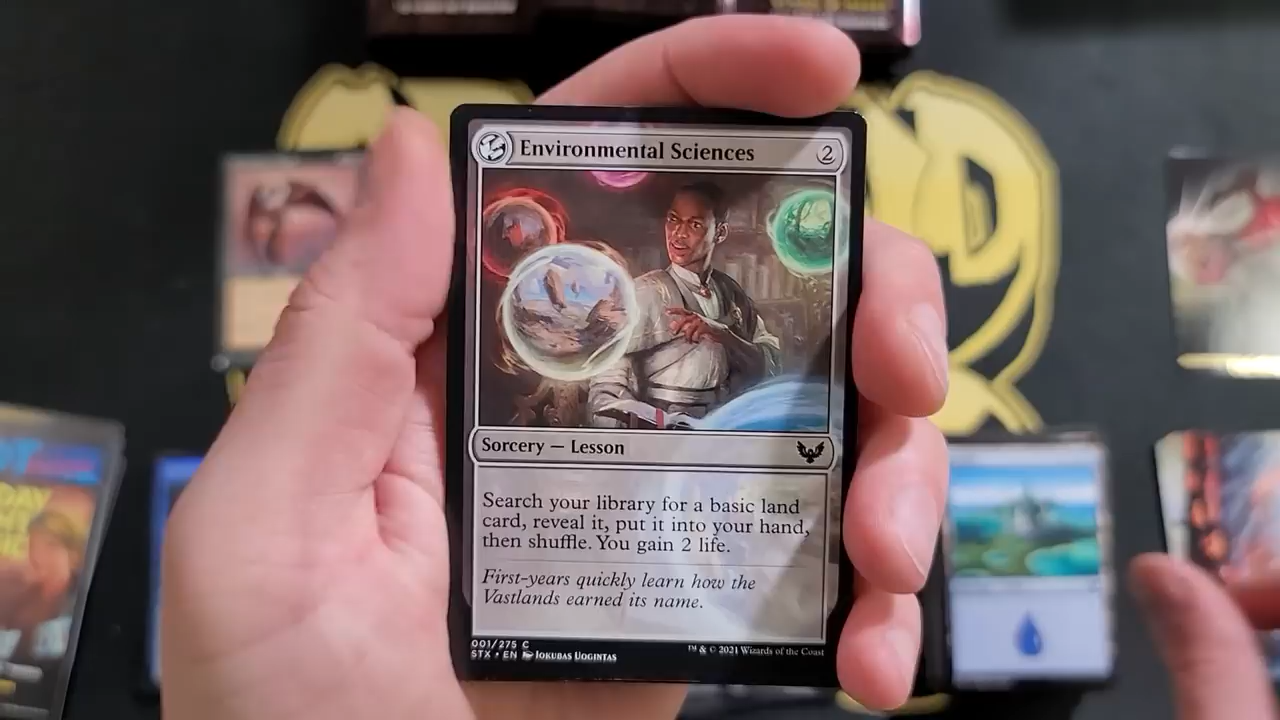 Environmental Sciences 2
Sorcery — Lesson
Search your library for a basic land
card, reveal it, put it into your hand,
then shuffle. You gain 2 life.
First-years quickly learn how the
Vastlands earned its name.
001/275 C
STX • EN Jokubas Uogintas
™ & © 2021 Wizards of the Coast
DAY